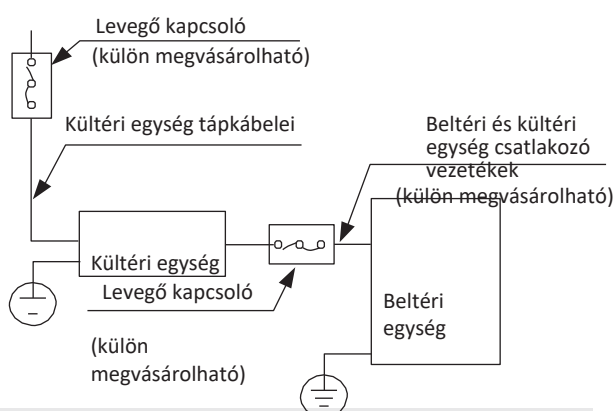 Levegő kapcsoló
(külön megvásárolható)
Kültéri egység tápkábelei
Beltéri és kültéri
egység csatlakozó
vezetékek
(külön megvásárolható)
Kültéri egység
Levegő kapcsoló
(külön
megvásárolható)
Beltéri
egység